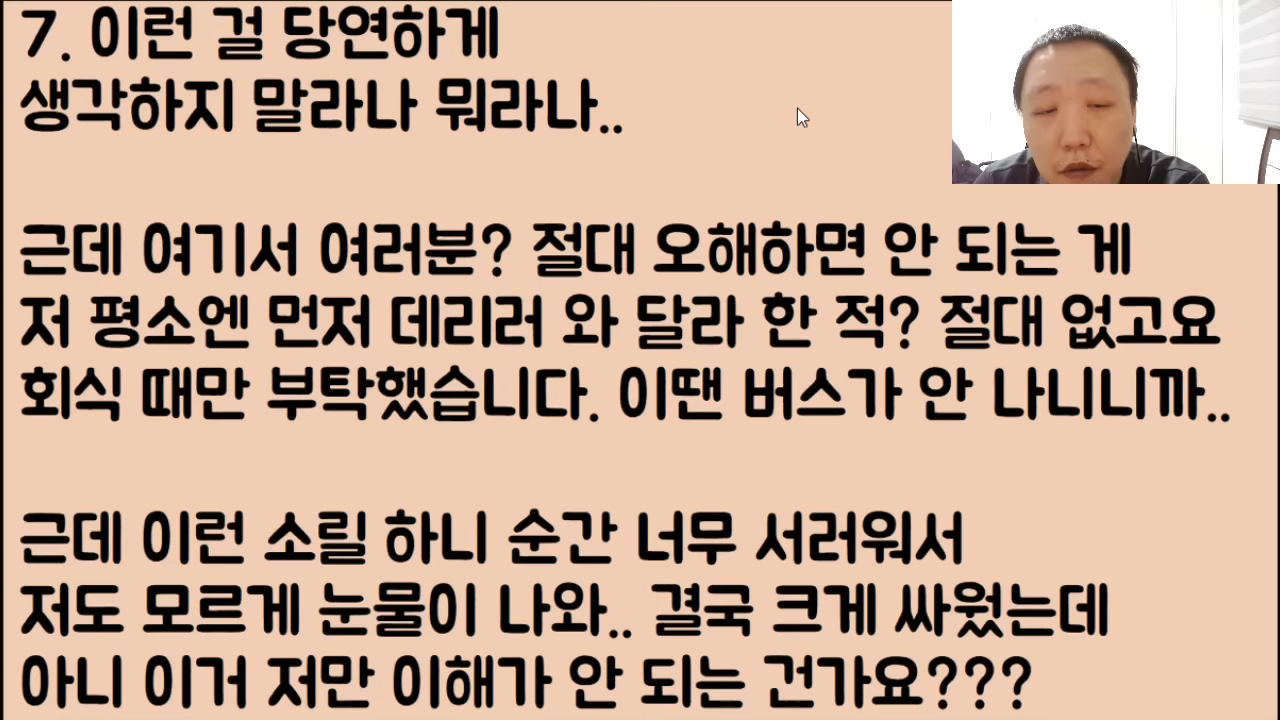 7. 이런 걸 당연하게
생각하지 말라나 뭐라나..
근데 여기서 여러분? 절대 오해하면 안 되는 게
저 평소엔 먼저 데리러 와 달라 한 적? 절대 없고요
회식 때만 부탁했습니다. 이땐 버스가 안 나니니까..
근데 이런 소릴 하니 순간 너무 서러워서
저도 모르게 눈물이 나와.. 결국 크게 싸웠는데
아니 이거 저만 이해가 안 되는 건가요???